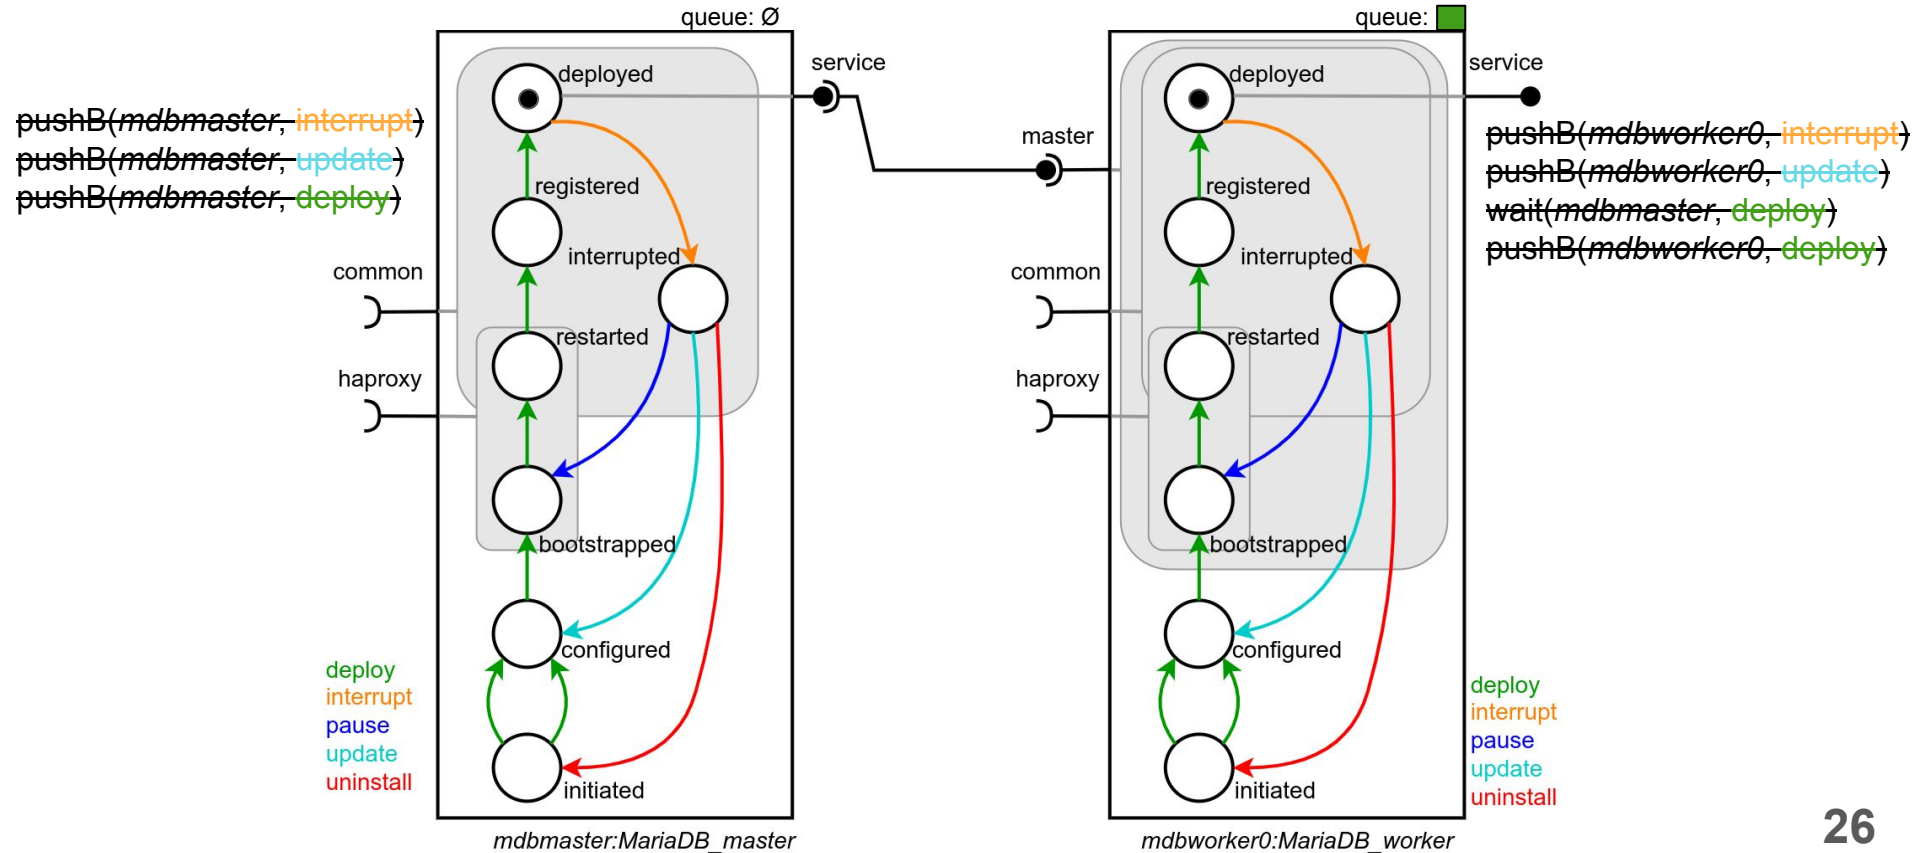 queue: Ø
queue:
service
service
deployed
deployed
pushB(mdbmaster, interrupt)
pushB(mdbmaster, update)
pushB(mdbmaster, deploy)
master
pushB(mdbworker0, interrupt)
pushB(mdbworker0, update)
wait(mdbmaster, deploy)
pushB(mdbworker0, deploy)
registered
registered
interrupted
interrupted
common
common
restarted
restarted
haproxy
haproxy
bootstrapped
bootstrapped
configured
configured
deploy
interrupt
pause
update
uninstall
deploy
interrupt
pause
update
uninstall
initiated
initiated
mdbmaster:MariaDB_master
mdbworker0:MariaDB_worker
26